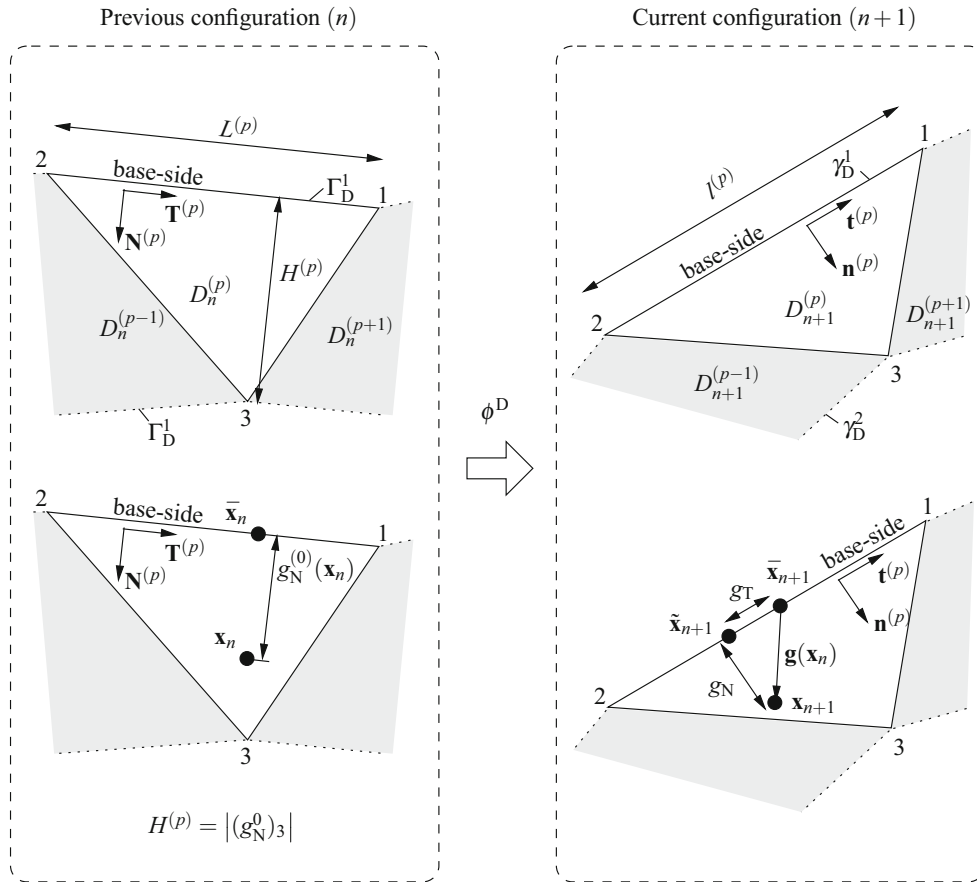 Previous configuration (n)
Current configuration (n+1)
L^(p)
2
base-side
Γ_D^1
1
T^(p)
N^(p)
H^(p)
D_n^(p)
D_n^(p−1)
D_n^(p+1)
3
Γ_D^1
2
base-side
x̄_n
1
T^(p)
N^(p)
g_N^(0)(x_n)
x_n
3
H^(p) = |(g_N^0)_3|
ϕ^D
1
γ_D^1
l^(p)
t^(p)
base-side
n^(p)
D_{n+1}^(p)
D_{n+1}^(p+1)
2
D_{n+1}^(p−1)
3
γ_D^2
1
base-side
x̄_{n+1}
t^(p)
g_T
x̃_{n+1}
n^(p)
g(x_n)
2
g_N
x_{n+1}
3